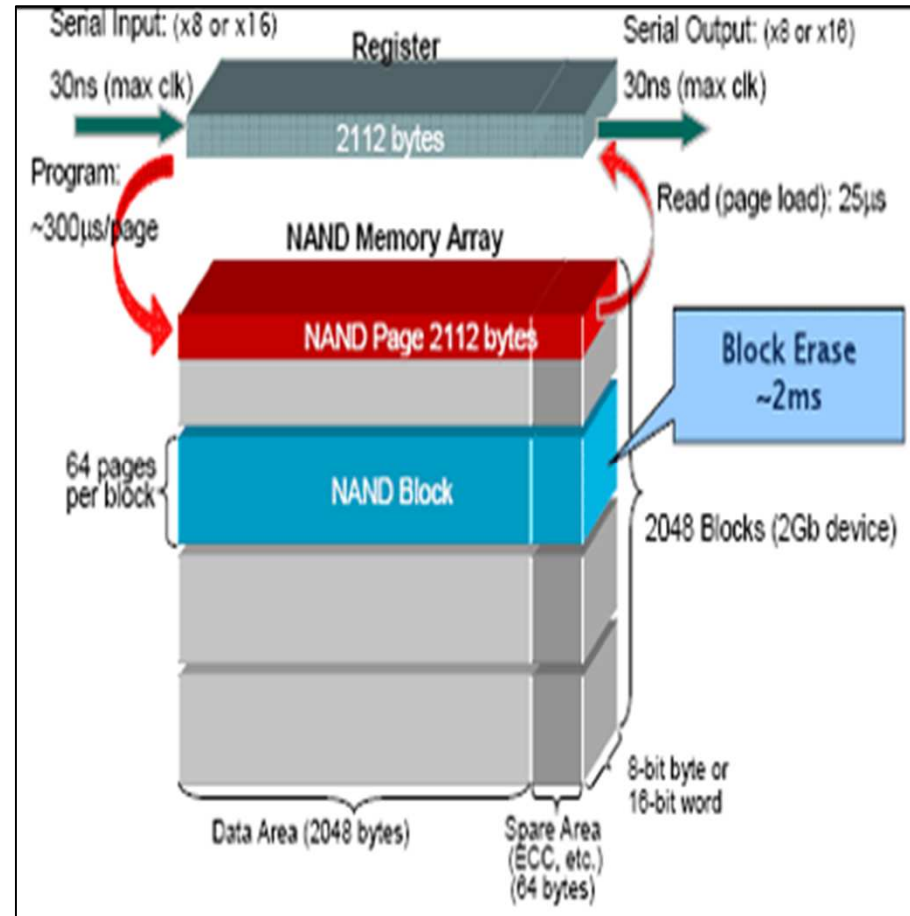 Serial Input: (x8 or x16)
30ns (max clk)
Register
Serial Output: (x8 or x16)
30ns (max clk)
2112 bytes
Program:
~300µs/page
Read (page load): 25µs
NAND Memory Array
NAND Page 2112 bytes
Block Erase
~2ms
64 pages
per block
NAND Block
2048 Blocks (2Gb device)
8-bit byte or
16-bit word
Data Area (2048 bytes)
Spare Area
(ECC, etc.)
(64 bytes)